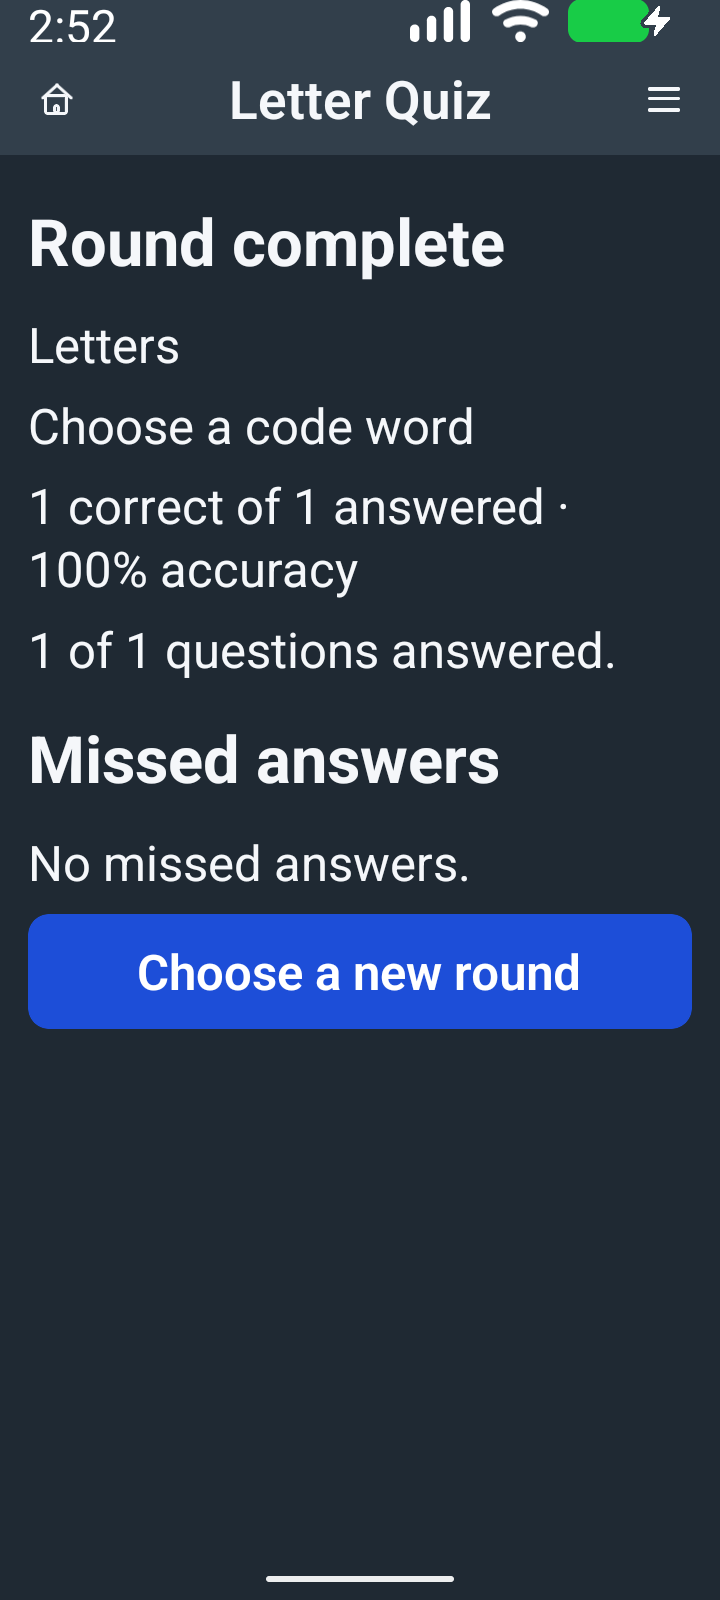 2:52
Letter Quiz
Round complete
Letters
Choose a code word
1 correct of 1 answered ·
100% accuracy
1 of 1 questions answered.
Missed answers
No missed answers.
Choose a new round